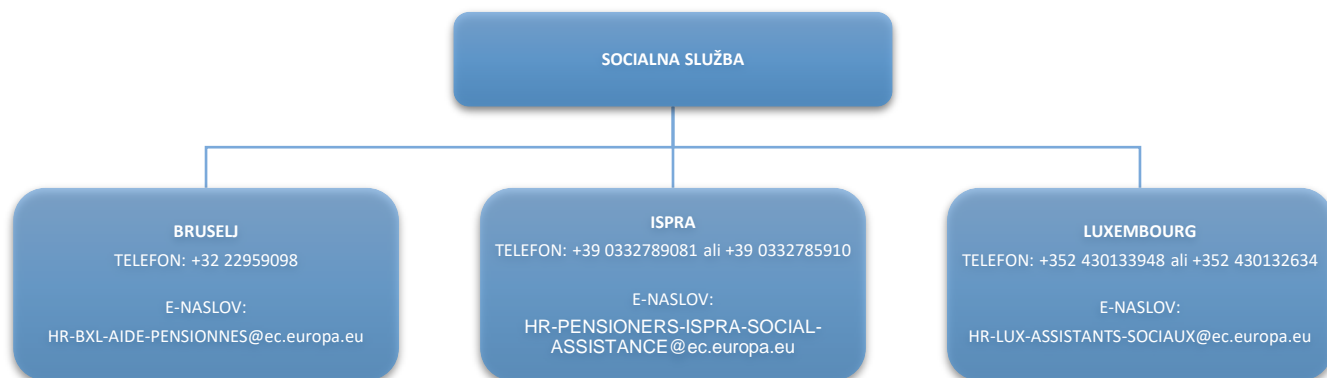 SOCIALNA SLUŽBA
BRUSELJ
TELEFON: +32 22959098
E-NASLOV:
HR-BXL-AIDE-PENSIONNES@ec.europa.eu
ISPRA
TELEFON: +39 0332789081 ali +39 0332785910
E-NASLOV:
HR-PENSIONERS-ISPRA-SOCIAL-
ASSISTANCE@ec.europa.eu
LUXEMBOURG
TELEFON: +352 430133948 ali +352 430132634
E-NASLOV:
HR-LUX-ASSISTANTS-SOCIAUX@ec.europa.eu